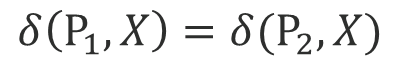 δ(P₁, X) = δ(P₂, X)